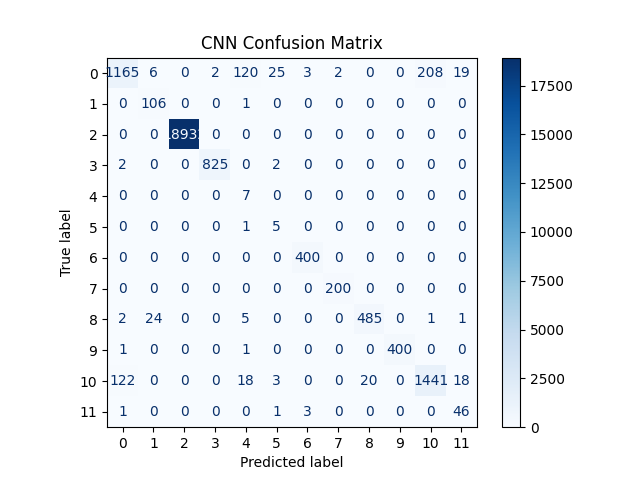 CNN Confusion Matrix
0 1165 6 0 2 120 25 3 2 0 0 208 19
1 0 106 0 0 1 0 0 0 0 0 0 0
2 0 0 0 0 0 0 0 0 0 0 0
3 2 0 0 825 0 2 0 0 0 0 0 0
4 0 0 0 0 7 0 0 0 0 0 0 0
5 0 0 0 0 1 5 0 0 0 0 0 0
6 0 0 0 0 0 0 400 0 0 0 0 0
7 0 0 0 0 0 0 0 200 0 0 0 0
8 2 24 0 0 5 0 0 0 485 0 1 1
9 1 0 0 0 1 0 0 0 0 400 0 0
10 122 0 0 0 18 3 0 0 20 0 1441 18
11 1 0 0 0 0 1 3 0 0 0 0 46
0 1 2 3 4 5 6 7 8 9 10 11
Predicted label
True label
17500
15000
12500
10000
7500
5000
2500
0